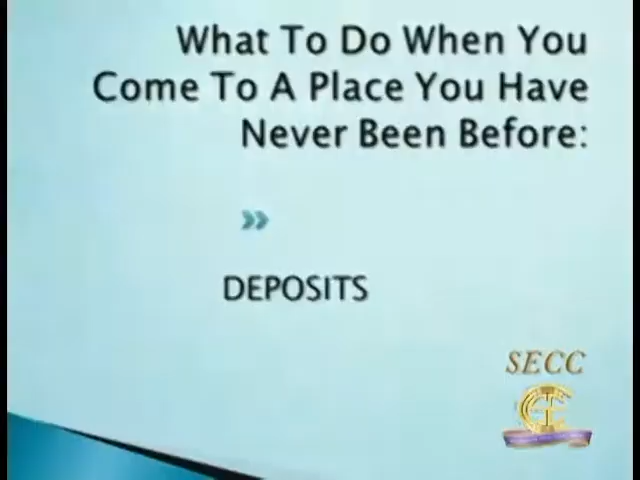 What To Do When You
Come To A Place You Have
Never Been Before:
DEPOSITS
SECC